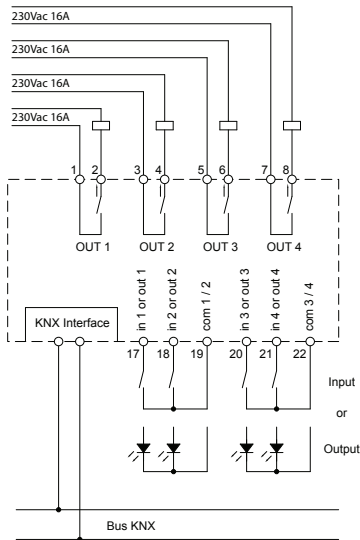 230Vac 16A
230Vac 16A
230Vac 16A
230Vac 16A
1 2 3 4 5 6 7 8
OUT 1 OUT 2 OUT 3 OUT 4
in 1 or out 1
in 2 or out 2
com 1 / 2
in 3 or out 3
in 4 or out 4
com 3 / 4
KNX Interface
17 18 19 20 21 22
Input
or
Output
Bus KNX